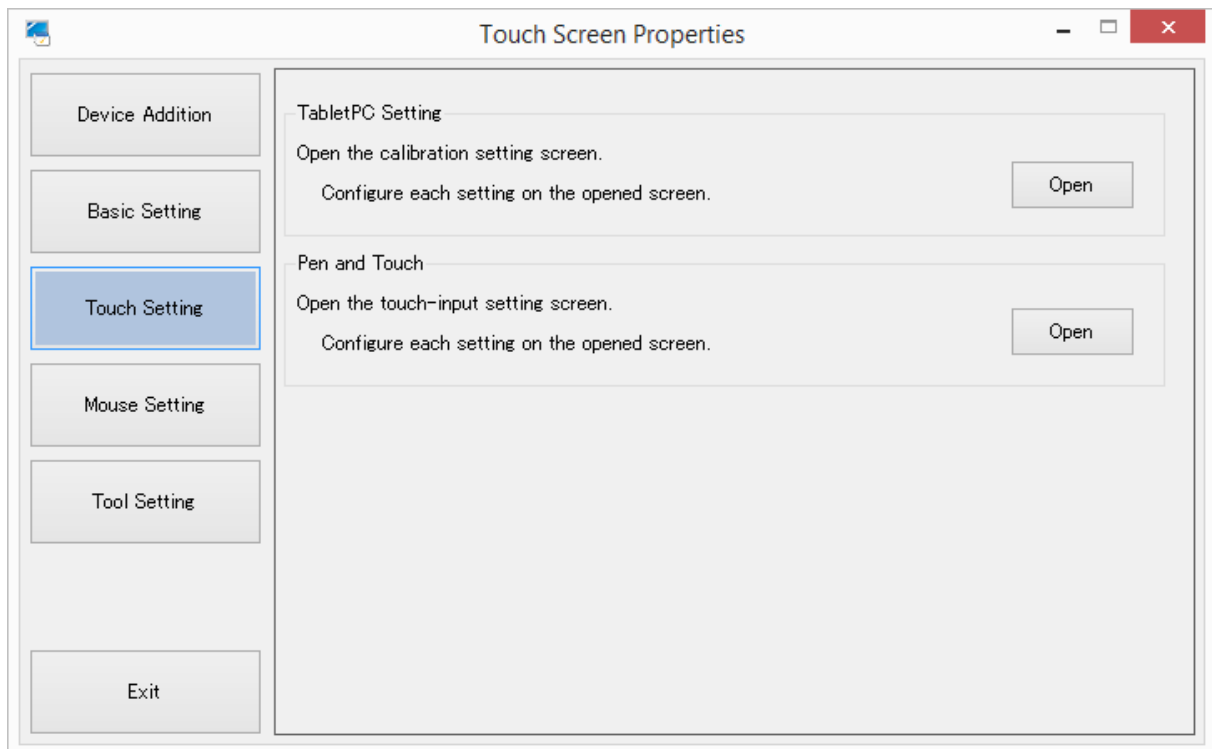 Touch Screen Properties
Device Addition
Basic Setting
Touch Setting
Mouse Setting
Tool Setting
Exit
TabletPC Setting
Open the calibration setting screen.
Configure each setting on the opened screen.
Open
Pen and Touch
Open the touch-input setting screen.
Configure each setting on the opened screen.
Open